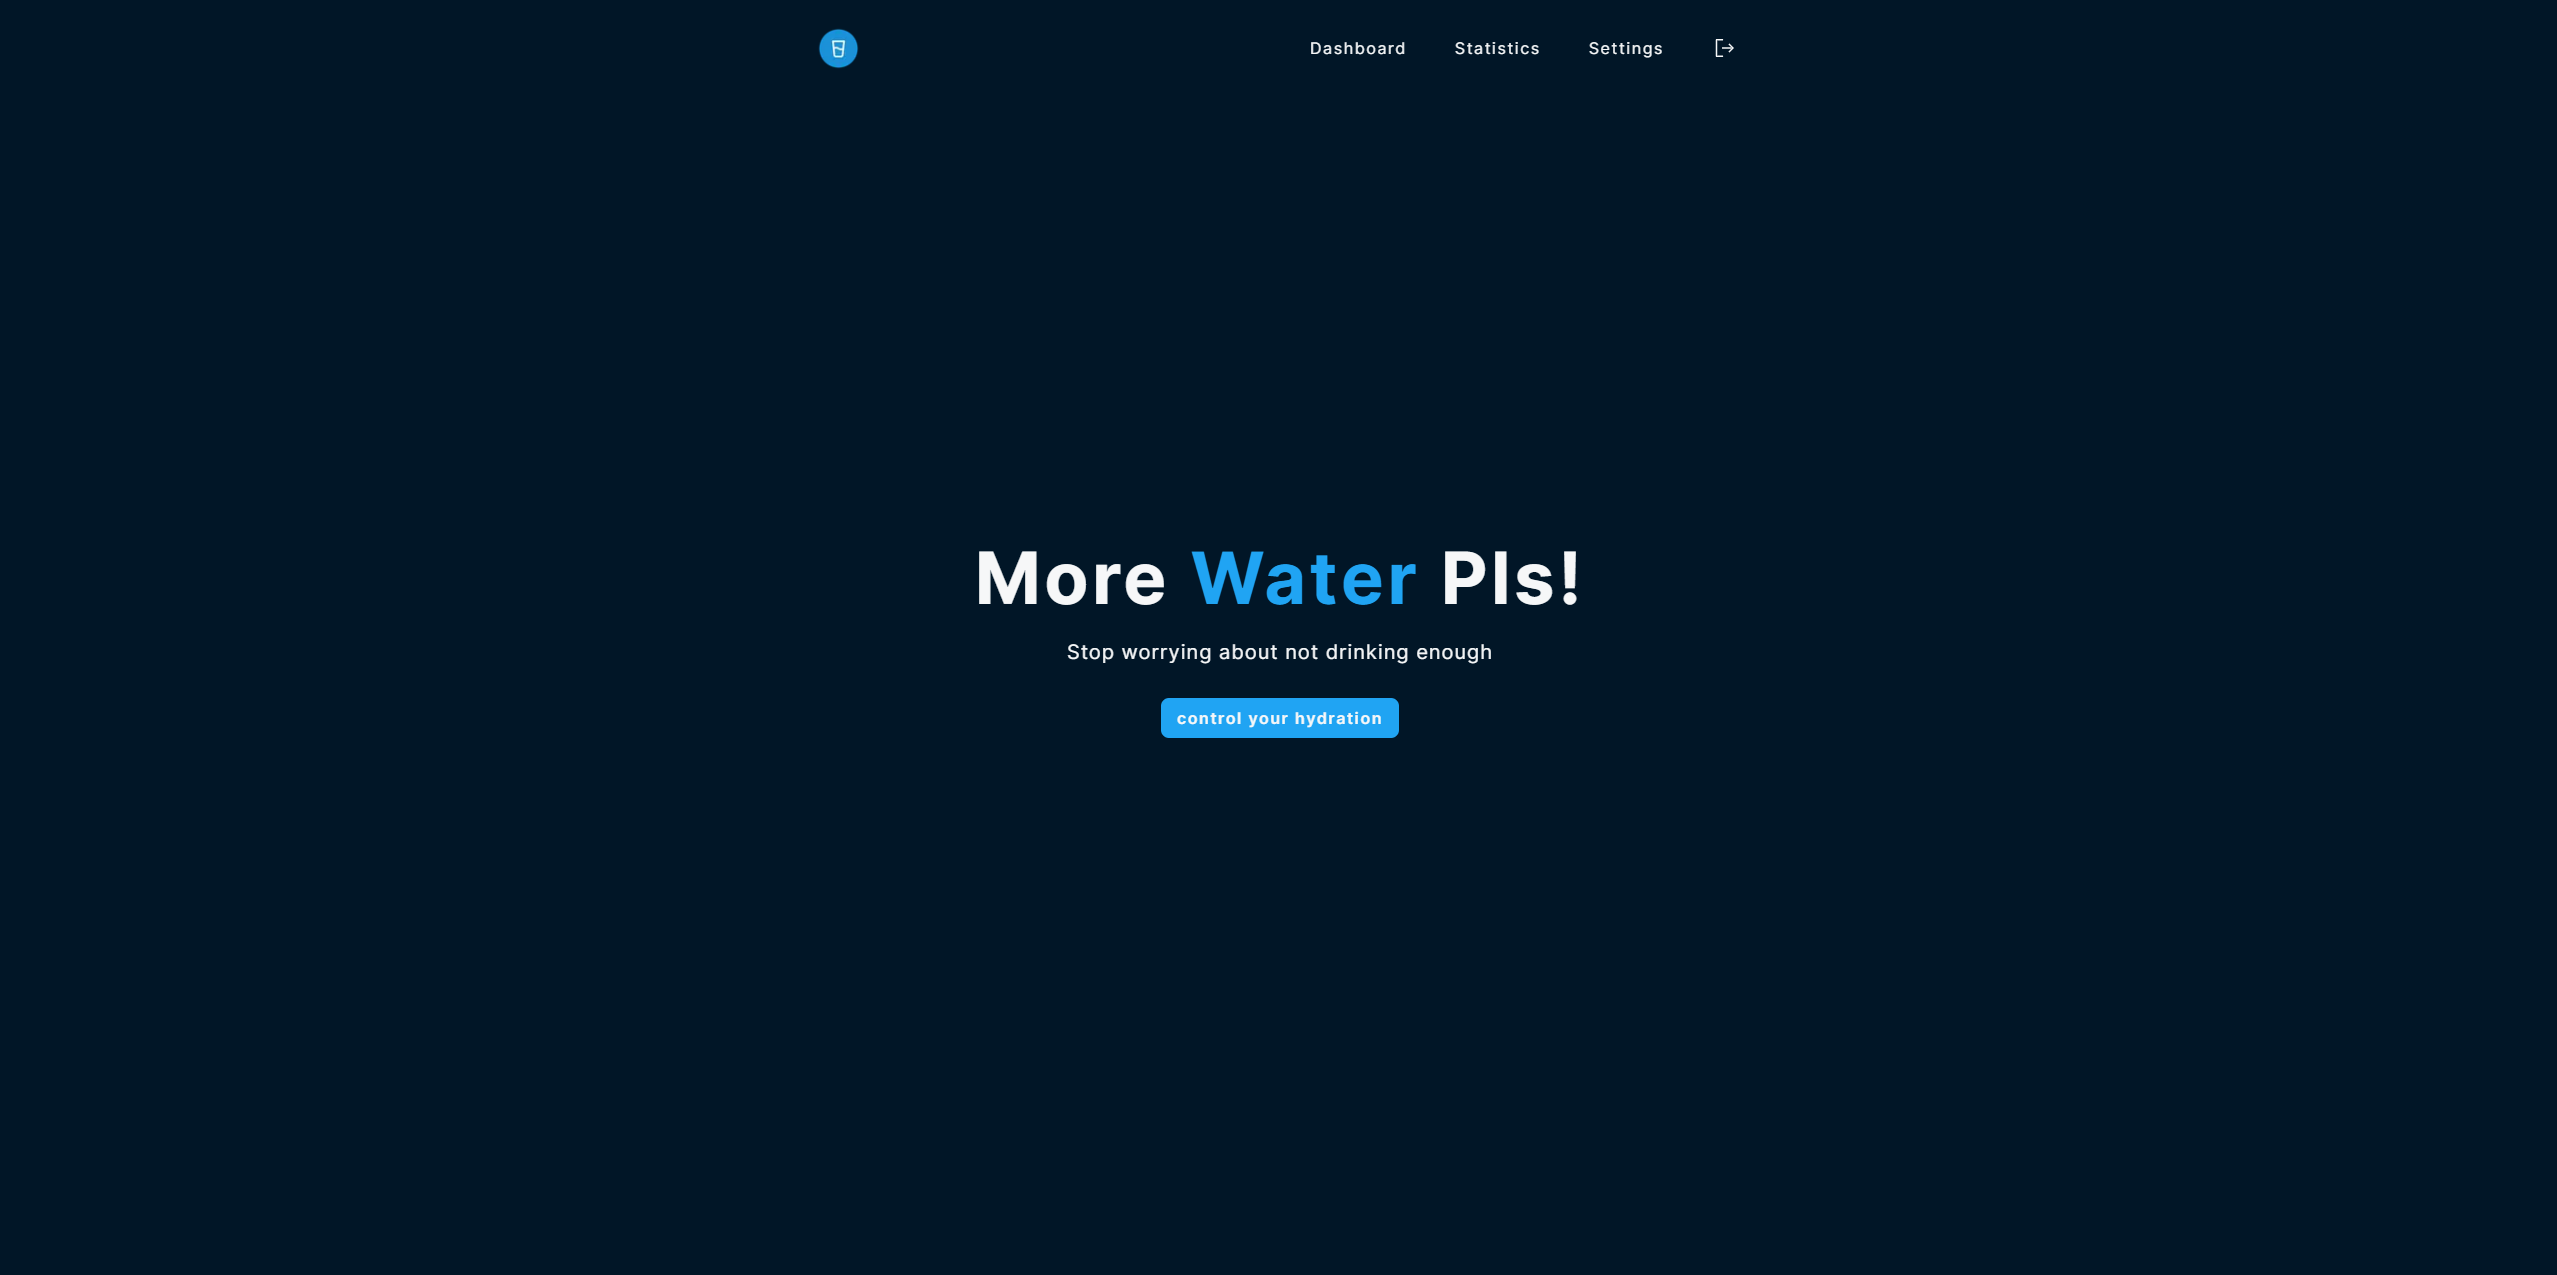 Dashboard Statistics Settings
More Water Pls!
Stop worrying about not drinking enough
control your hydration